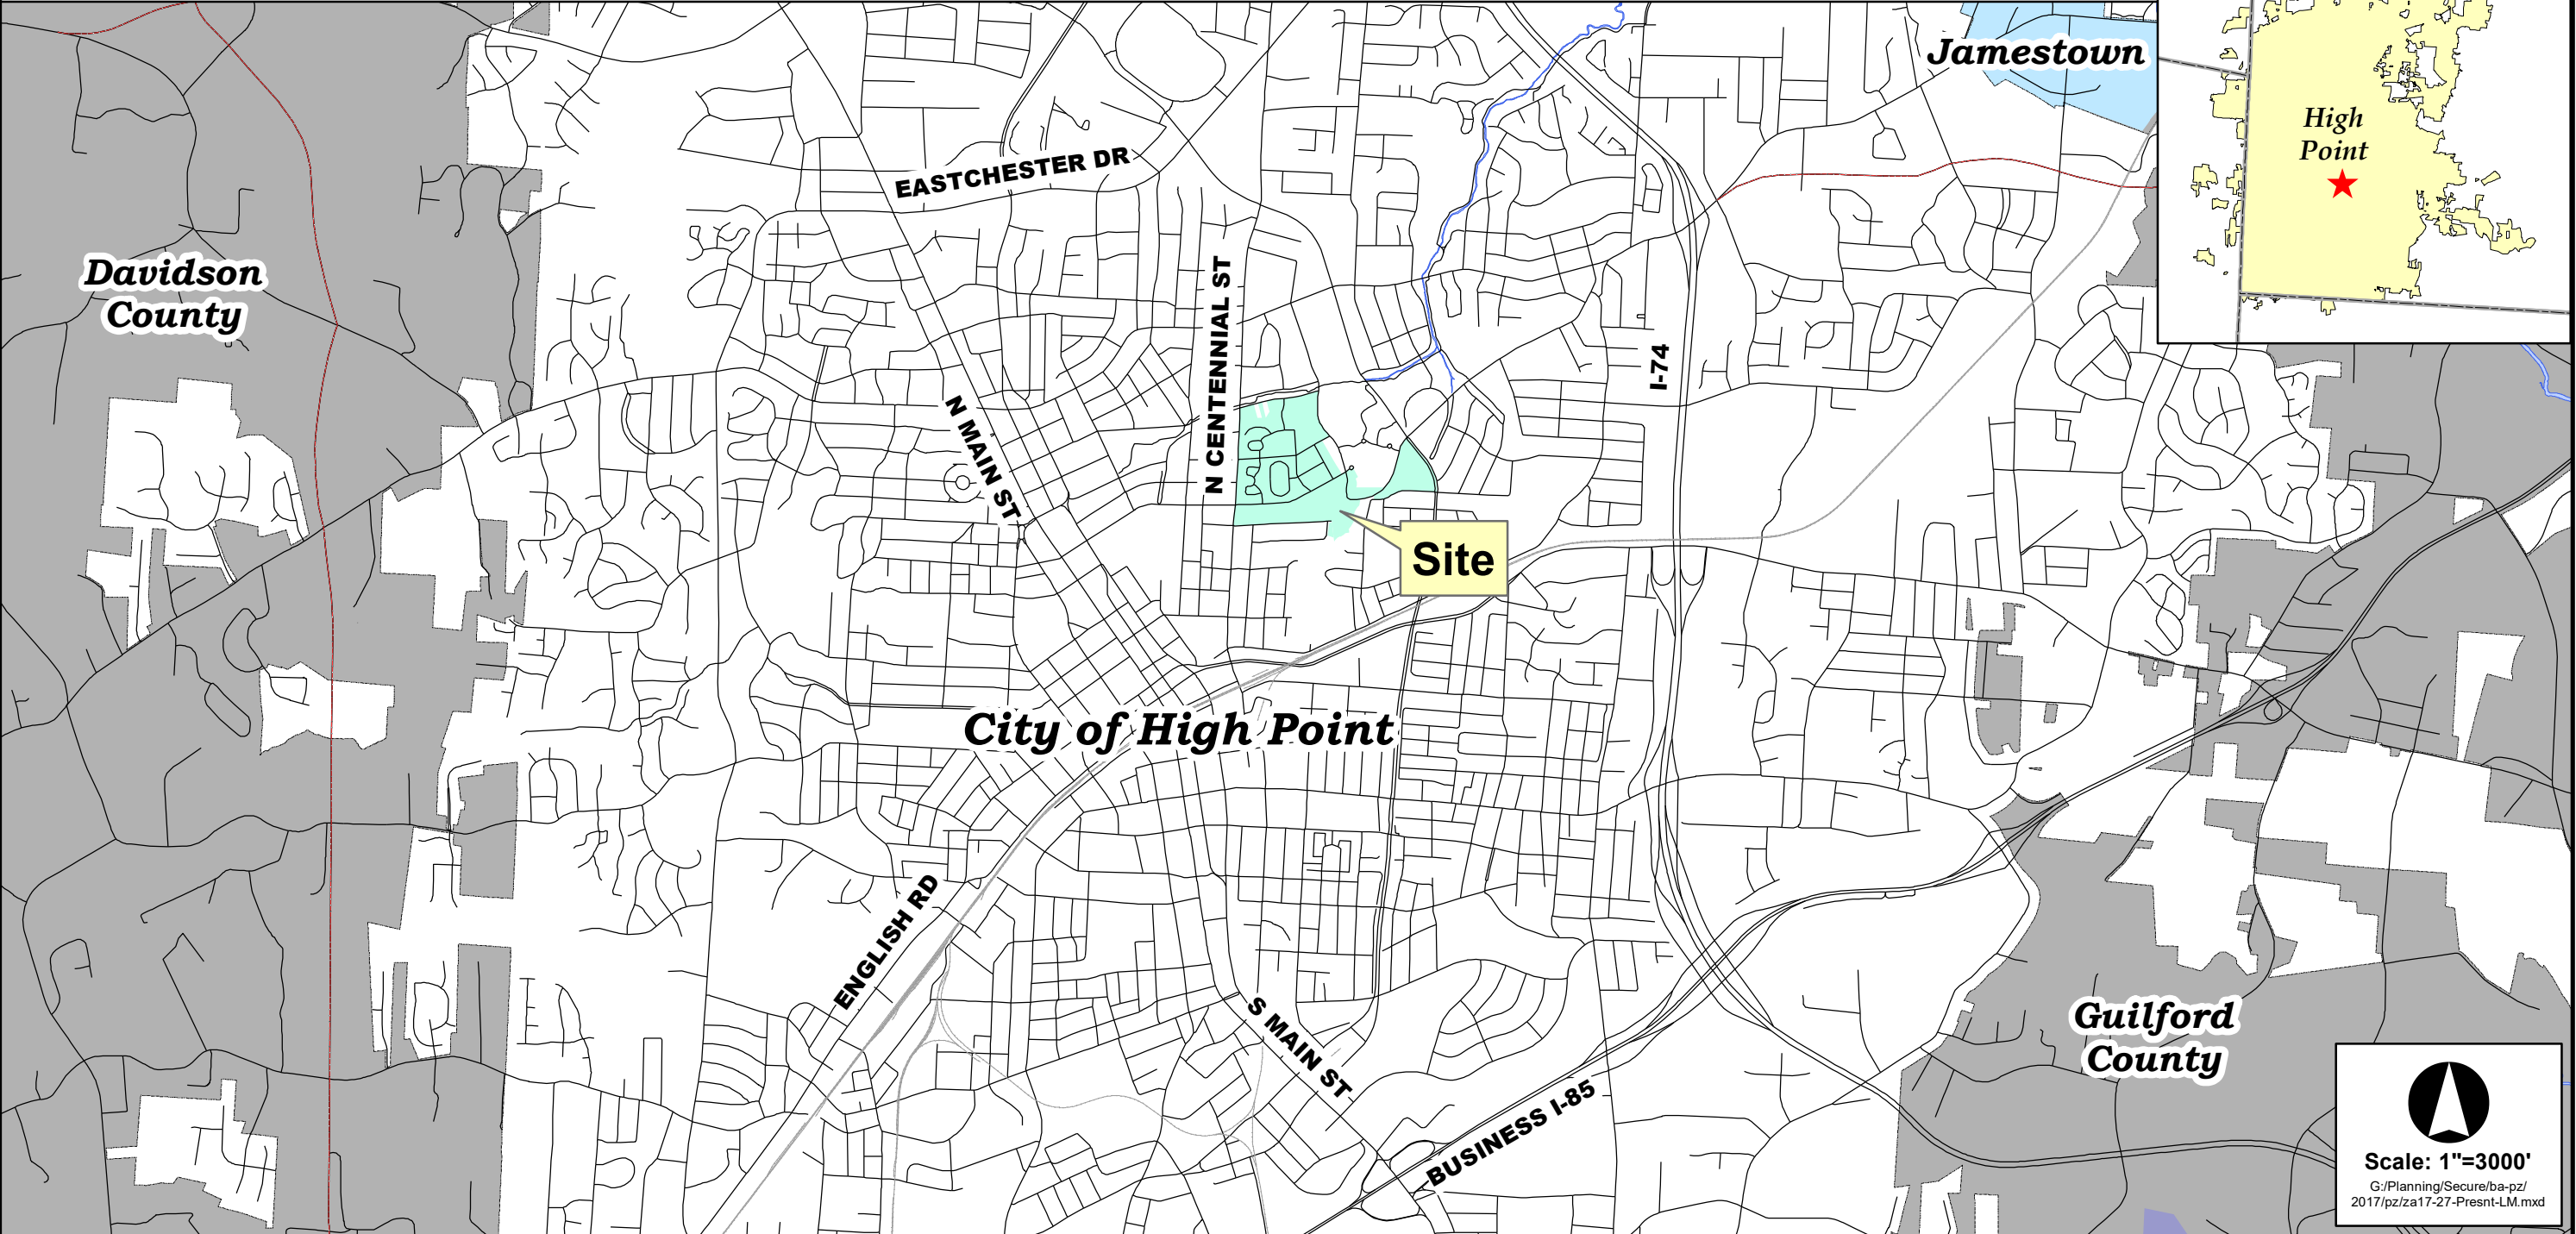 Jamestown
High
Point
EASTCHESTER DR
Davidson
County
N CENTENNIAL ST
I-74
N MAIN ST
Site
City of High Point
ENGLISH RD
S MAIN ST
BUSINESS I-85
Guilford
County
Scale: 1"=3000'
G:/Planning/Secure/ba-pz/
2017/pz/za17-27-Presnt-LM.mxd